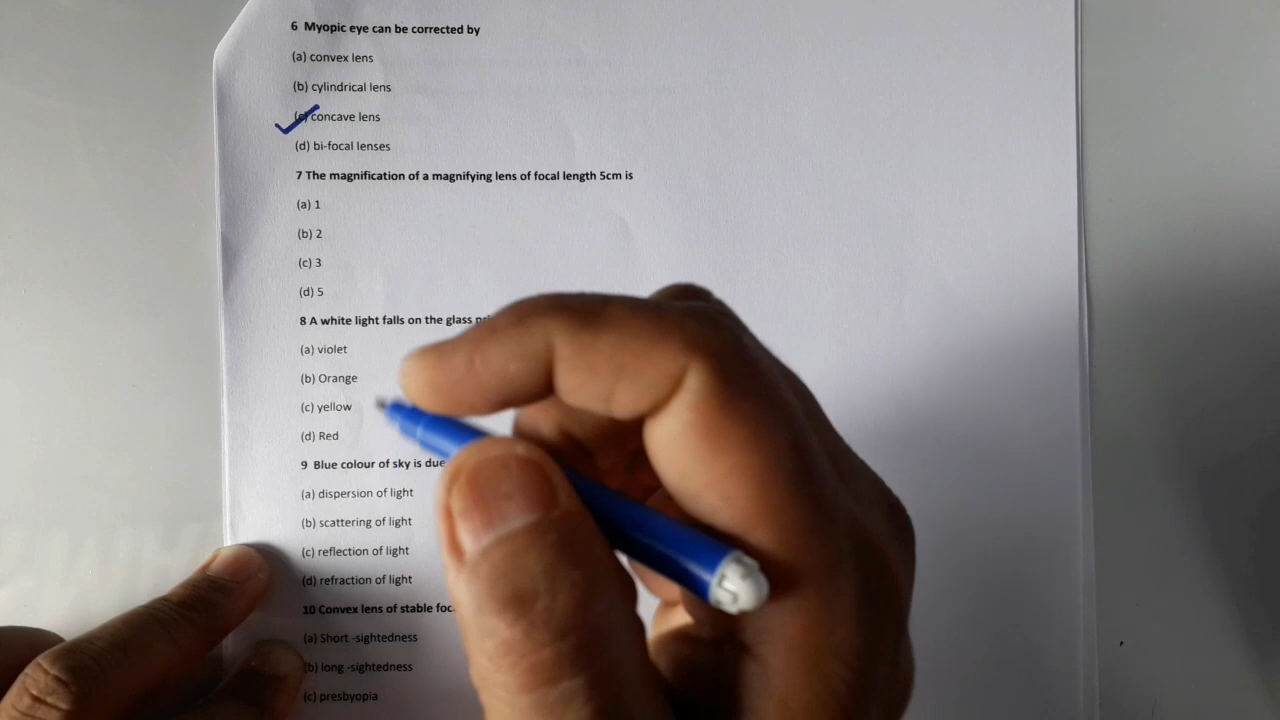 6 Myopic eye can be corrected by
(a) convex lens
(b) cylindrical lens
(c) concave lens
(d) bi-focal lenses
7 The magnification of a magnifying lens of focal length 5cm is
(a) 1
(b) 2
(c) 3
(d) 5
8 A white light falls on the glass
(a) violet
(b) Orange
(c) yellow
(d) Red
9 Blue colour of sky is due
(a) dispersion of light
(b) scattering of light
(c) reflection of light
(d) refraction of light
10 Convex lens of stable
(a) Short -sightedness
(b) long -sightedness
(c) presbyopia